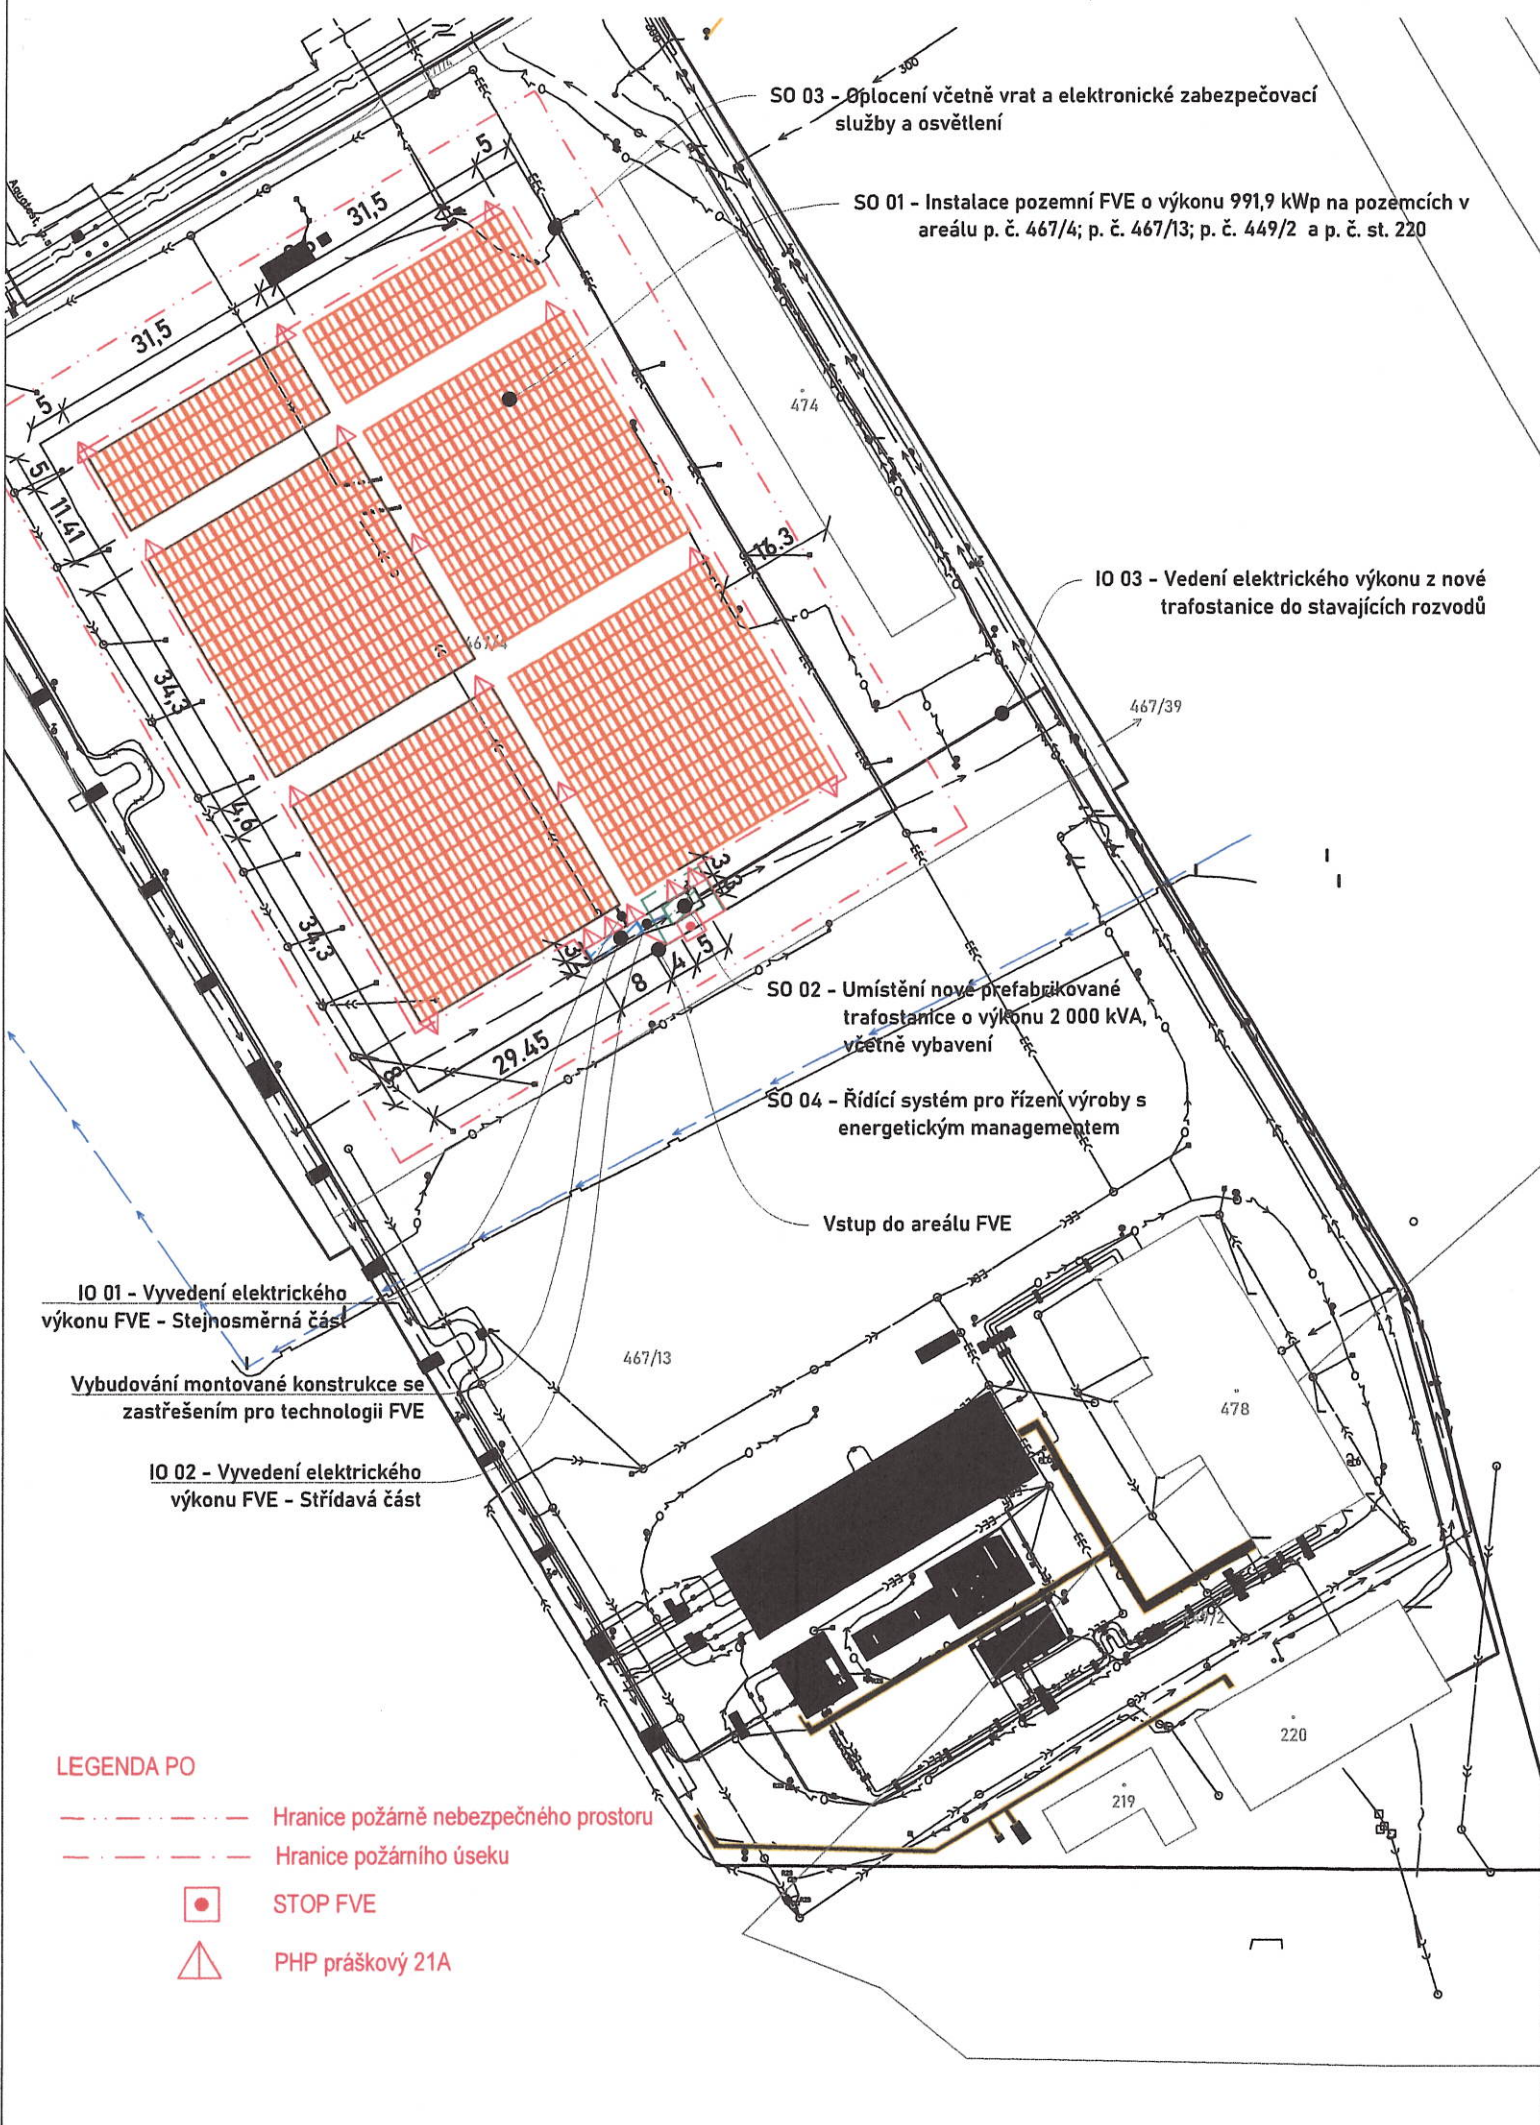 300
SO 03 - Oplocení včetně vrat a elektronické zabezpečovací
služby a osvětlení
SO 01 - Instalace pozemní FVE o výkonu 991,9 kWp na pozemcích v
areálu p. č. 467/4; p. č. 467/13; p. č. 449/2 a p. č. st. 220
5
31,5
31,5
5
5
11.41
474
16.3
IO 03 - Vedení elektrického výkonu z nové
trafostanice do stavajících rozvodů
467/4
34,3
467/39
4,6
34,3
3
3
8
4
5
SO 02 - Umístění nové prefabrikované
trafostanice o výkonu 2 000 kVA,
včetně vybavení
29.45
8
SO 04 - Řídící systém pro řízení výroby s
energetickým managementem
Vstup do areálu FVE
IO 01 - Vyvedení elektrického
výkonu FVE - Stejnosměrná část
467/13
Vybudování montované konstrukce se
zastřešením pro technologii FVE
478
IO 02 - Vyvedení elektrického
výkonu FVE - Střídavá část
220
219
LEGENDA PO
Hranice požárně nebezpečného prostoru
Hranice požárního úseku
STOP FVE
PHP práškový 21A